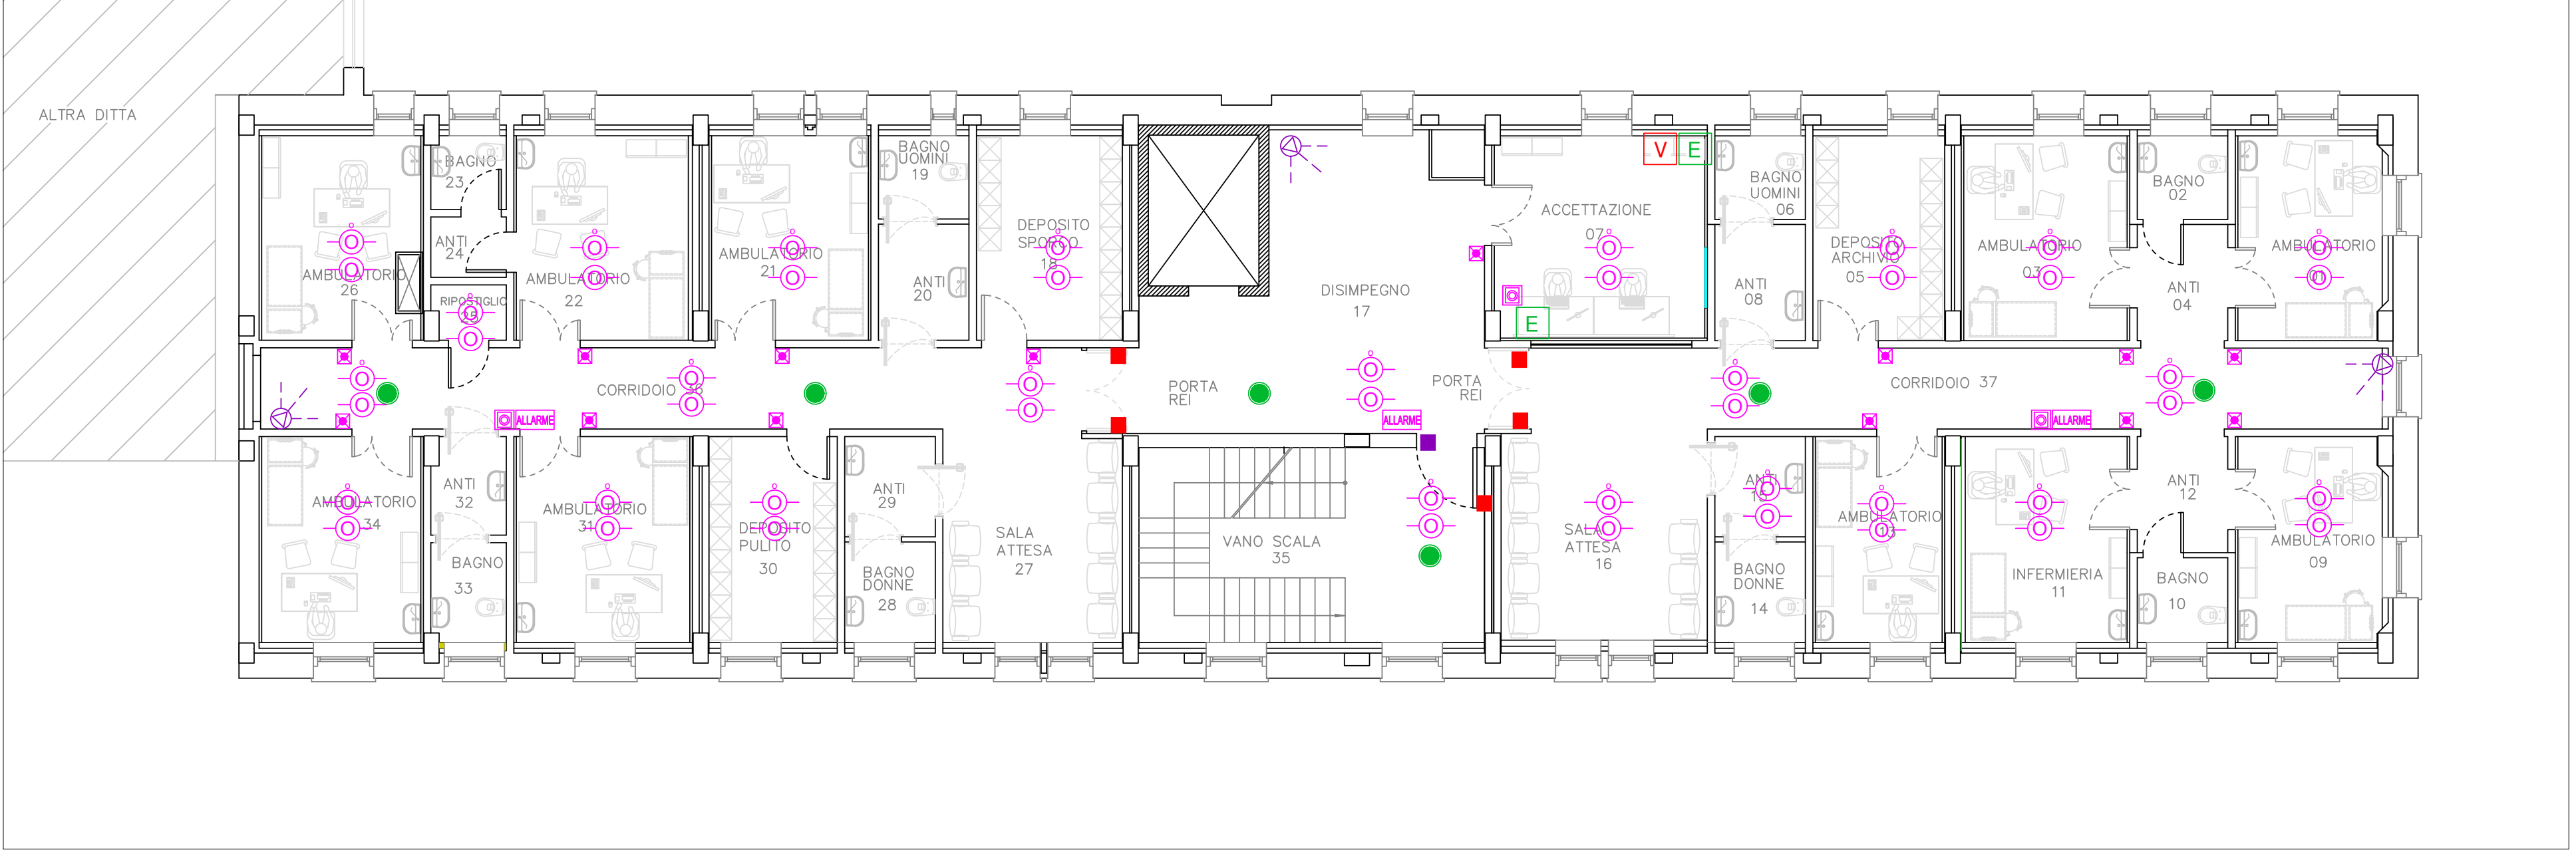 ALTRA DITTA
BAGNO
23
ANTI
24
AMBULATORIO
26
RIPOSTIGLIO
25
AMBULATORIO
22
AMBULATORIO
21
BAGNO
UOMINI
19
ANTI
20
DEPOSITO
SPORCO
18
DISIMPEGNO
17
V E
ACCETTAZIONE
07
E
BAGNO
UOMINI
06
ANTI
08
DEPOSITO
ARCHIVIO
05
AMBULATORIO
03
BAGNO
02
ANTI
04
AMBULATORIO
01
CORRIDOIO 36
ALLARME
PORTA
REI
PORTA
REI
ALLARME
CORRIDOIO 37
ALLARME
AMBULATORIO
34
ANTI
32
BAGNO
33
AMBULATORIO
31
DEPOSITO
PULITO
30
ANTI
29
BAGNO
DONNE
28
SALA
ATTESA
27
VANO SCALA
35
SALA
ATTESA
16
ANTI
15
BAGNO
DONNE
14
AMBULATORIO
13
INFERMIERIA
11
ANTI
12
BAGNO
10
AMBULATORIO
09